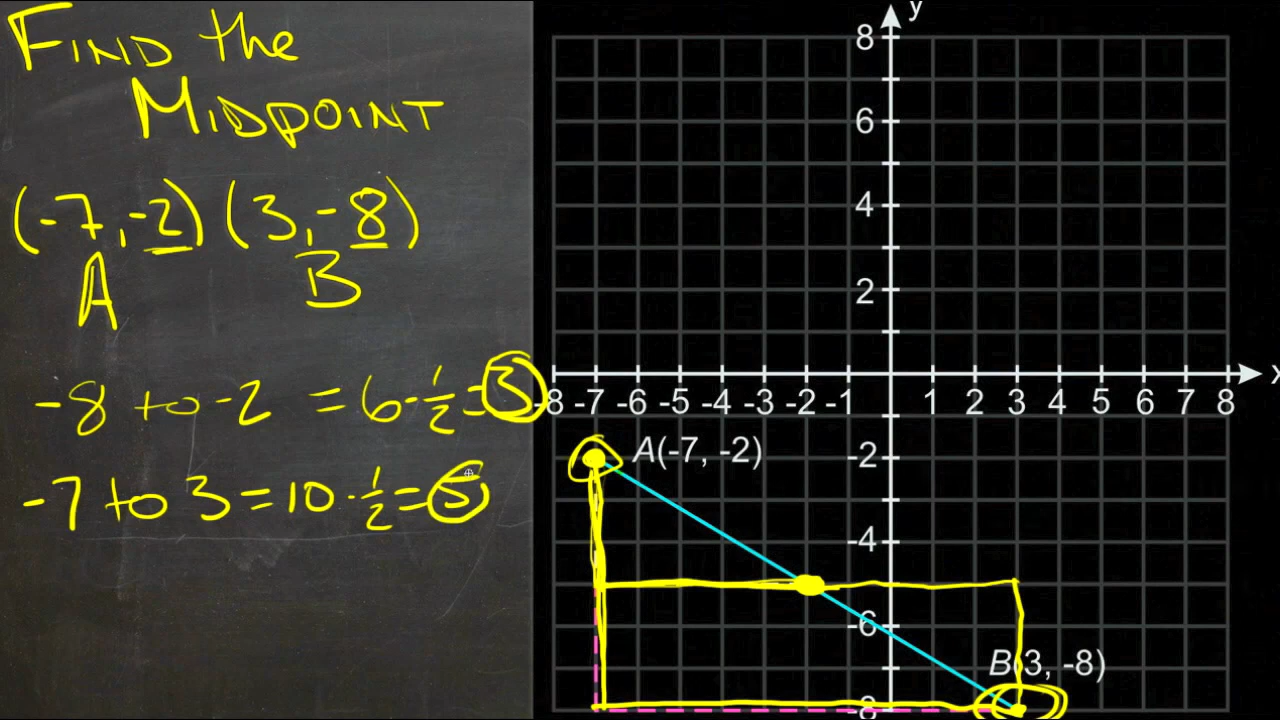 FIND the
MIDPOINT
(-7,-2) (3,-8)
A B
-8 to -2 = 6·½=3
-7 to 3 = 10·½=5
y
8
6
4
2
-8 -7 -6 -5 -4 -3 -2 -1 1 2 3 4 5 6 7 8
x
A(-7, -2)
-2
-4
-6
B(3, -8)
-8